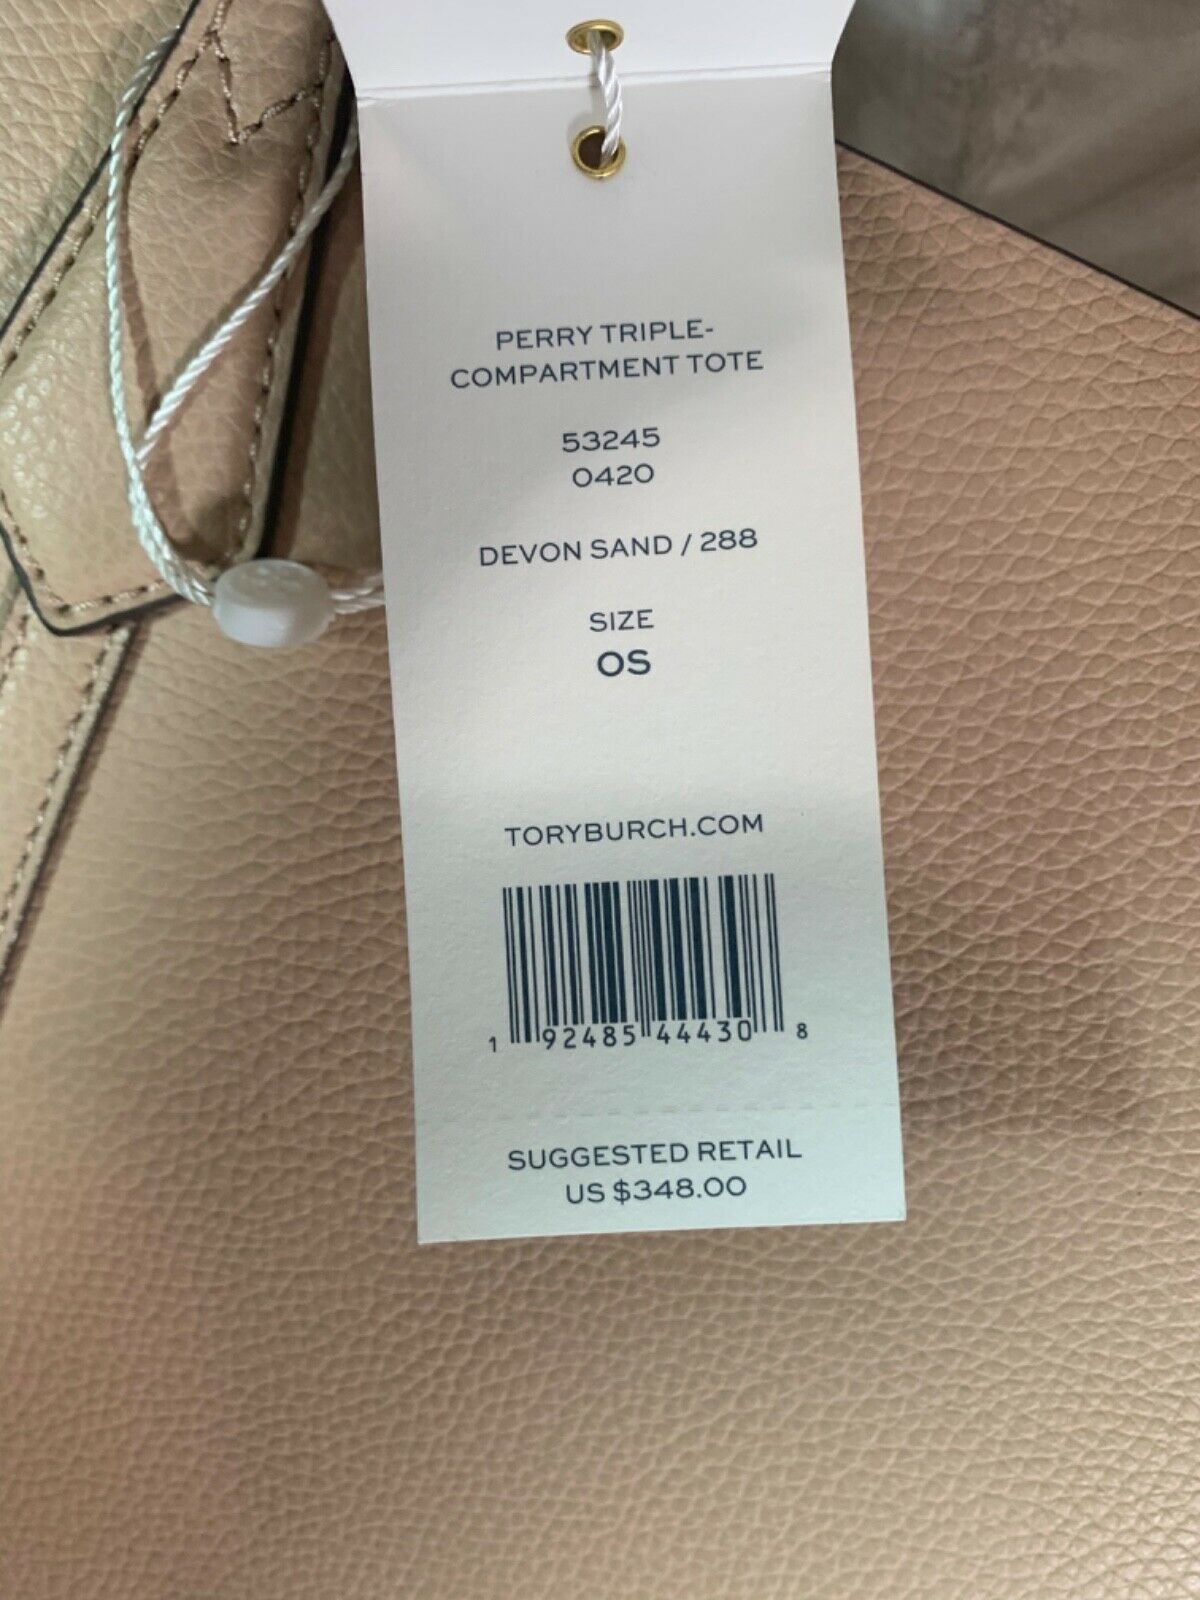 PERRY TRIPLE-
COMPARTMENT TOTE
53245
0420
DEVON SAND / 288
SIZE
OS
TORYBURCH.COM
1 92485 44430 8
SUGGESTED RETAIL
US $348.00